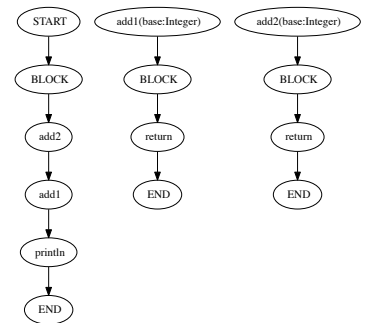 START
BLOCK
add2
add1
println
END
add1(base:Integer)
BLOCK
return
END
add2(base:Integer)
BLOCK
return
END